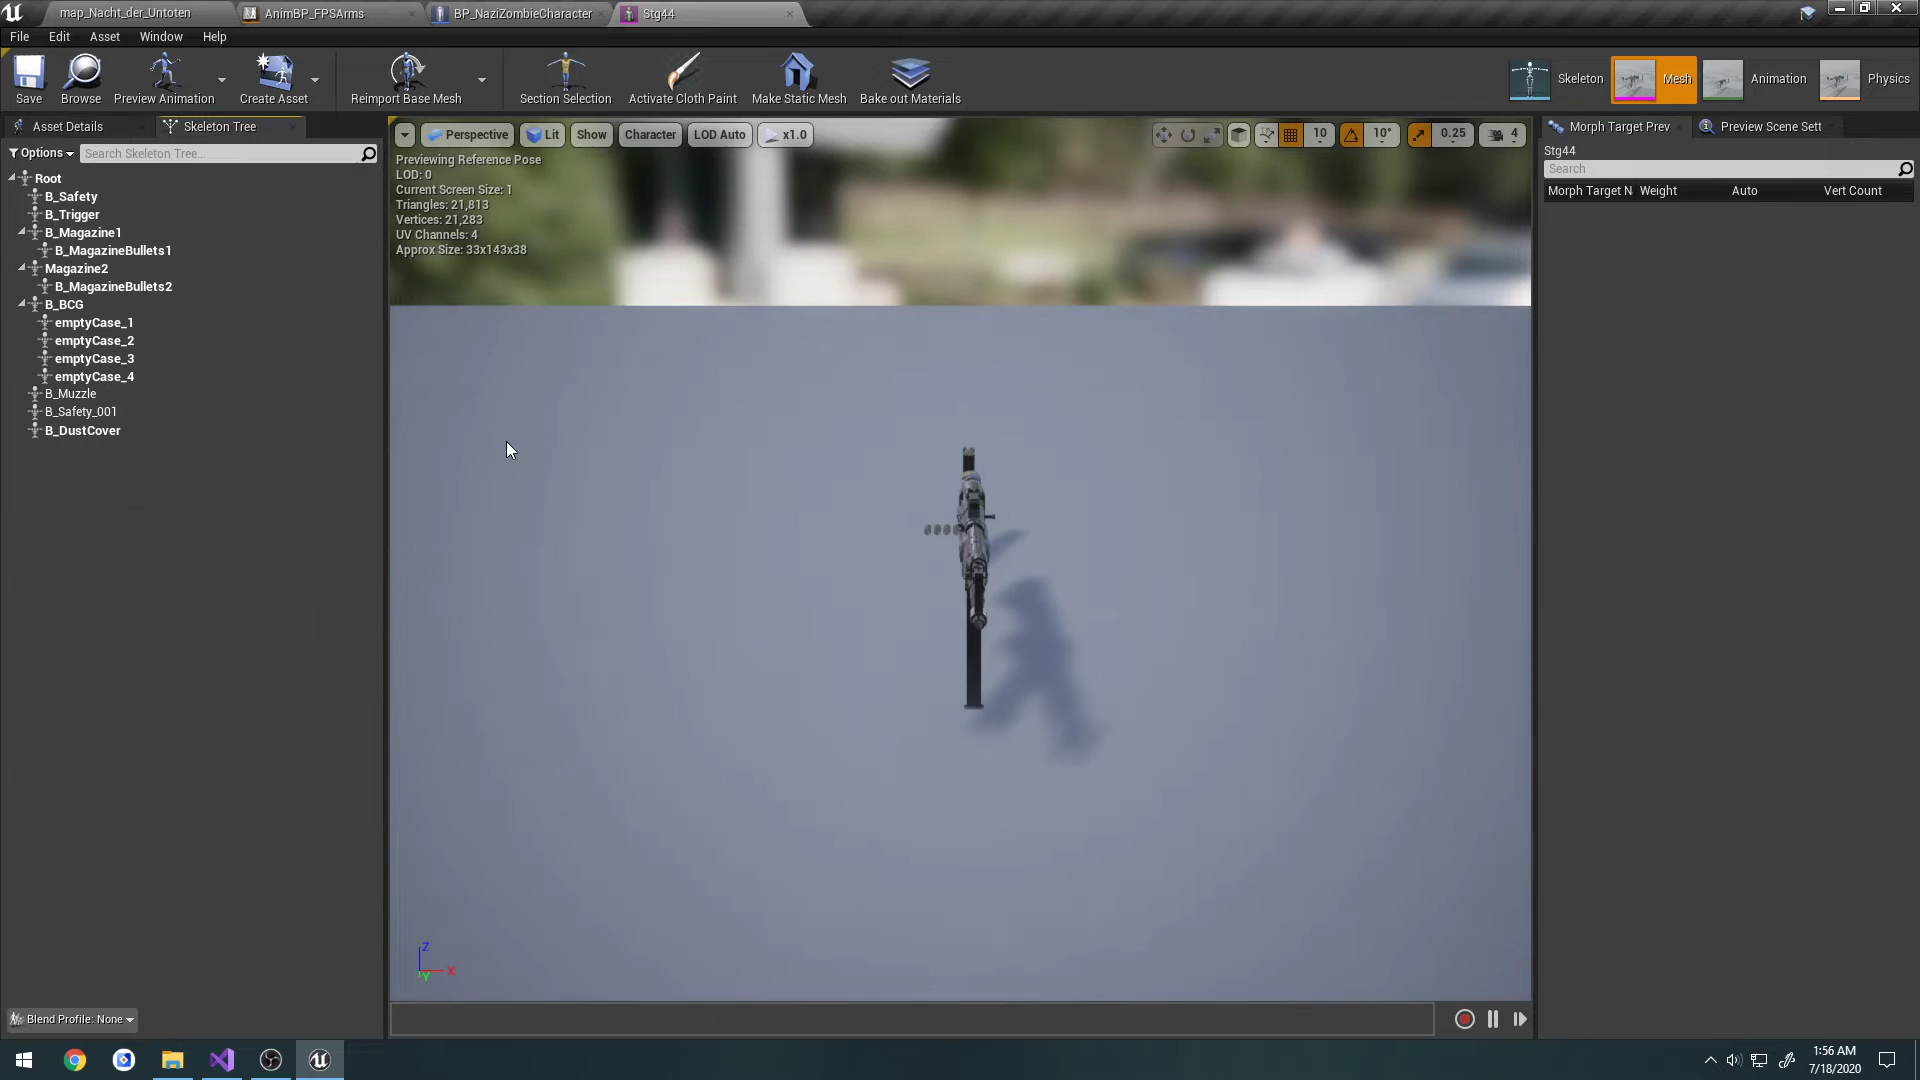 map_Nacht_der_Untoten
AnimBP_FPSArms
BP_NaziZombieCharacter
Stg44
File Edit Asset Window Help
Save
Browse
Preview Animation
Create Asset
Reimport Base Mesh
Section Selection
Activate Cloth Paint
Make Static Mesh
Bake out Materials
Skeleton
Mesh
Animation
Physics
Asset Details
Skeleton Tree
Options
Search Skeleton Tree...
Root
B_Safety
B_Trigger
B_Magazine1
B_MagazineBullets1
Magazine2
B_MagazineBullets2
B_BCG
emptyCase_1
emptyCase_2
emptyCase_3
emptyCase_4
B_Muzzle
B_Safety_001
B_DustCover
Blend Profile: None
Perspective
Lit
Show
Character
LOD Auto
x1.0
10
10°
0.25
4
Previewing Reference Pose
LOD: 0
Current Screen Size: 1
Triangles: 21,813
Vertices: 21,283
UV Channels: 4
Approx Size: 33x143x38
Z
X
Y
Morph Target Prev
Preview Scene Sett
Stg44
Search
Morph Target N Weight Auto Vert Count
1:56 AM
7/18/2020